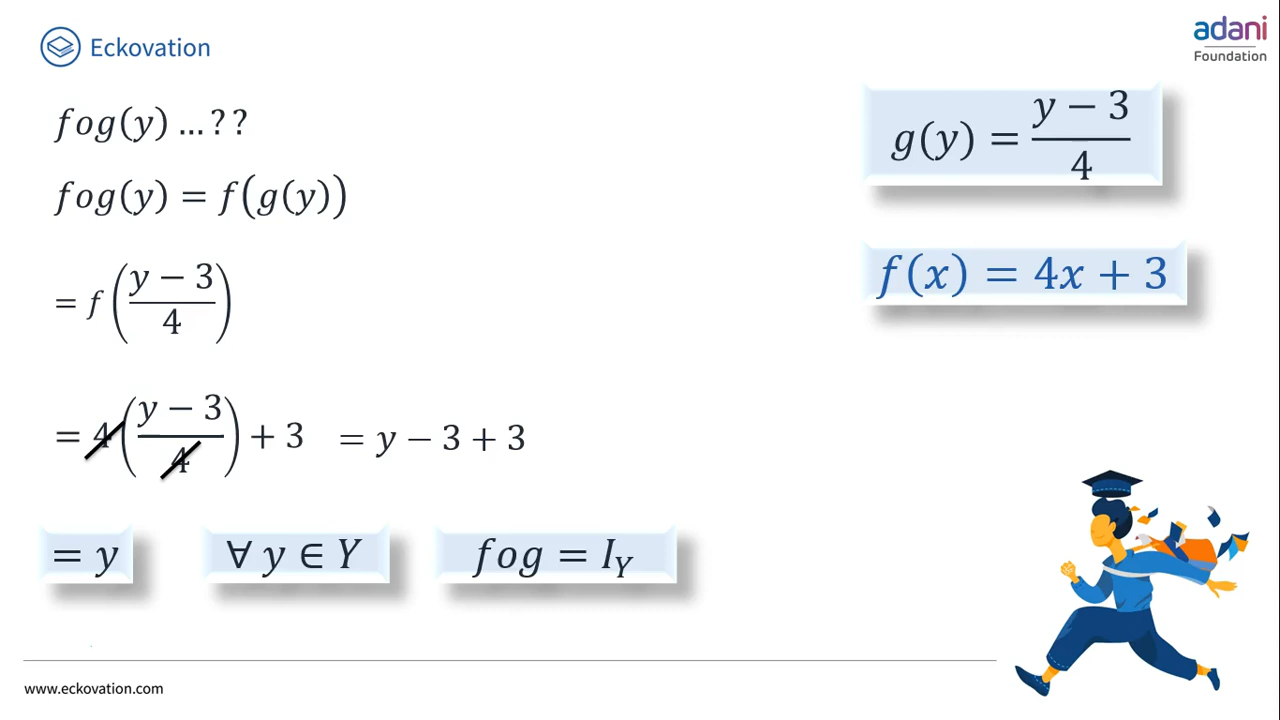 Eckovation
adani
Foundation
fog(y) ...??
g(y) = (y − 3)/4
fog(y) = f(g(y))
f(x) = 4x + 3
= f((y − 3)/4)
= 4((y − 3)/4) + 3 = y − 3 + 3
= y ∀ y ∈ Y fog = I_Y
www.eckovation.com